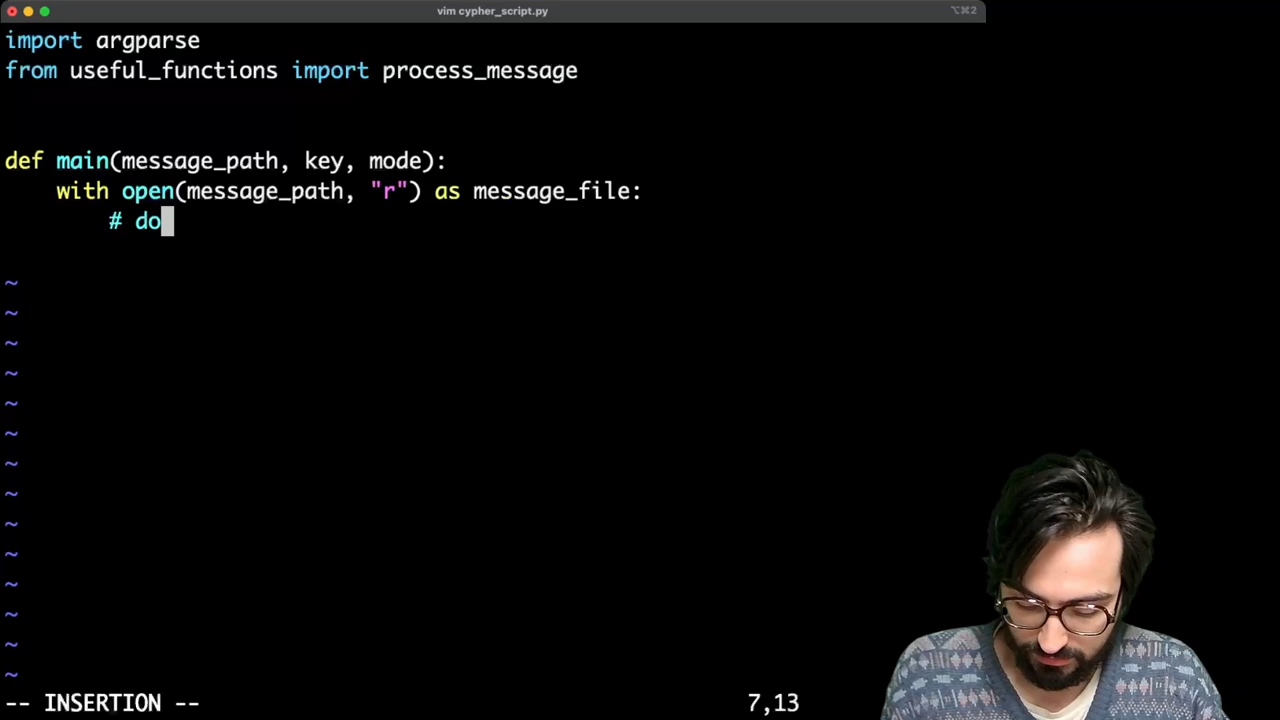 vim cypher_script.py
⌥⌘2
import argparse
from useful_functions import process_message
def main(message_path, key, mode):
    with open(message_path, "r") as message_file:
        # do
~
~
~
~
~
~
~
~
~
~
~
~
~
~
-- INSERTION --                    7,13